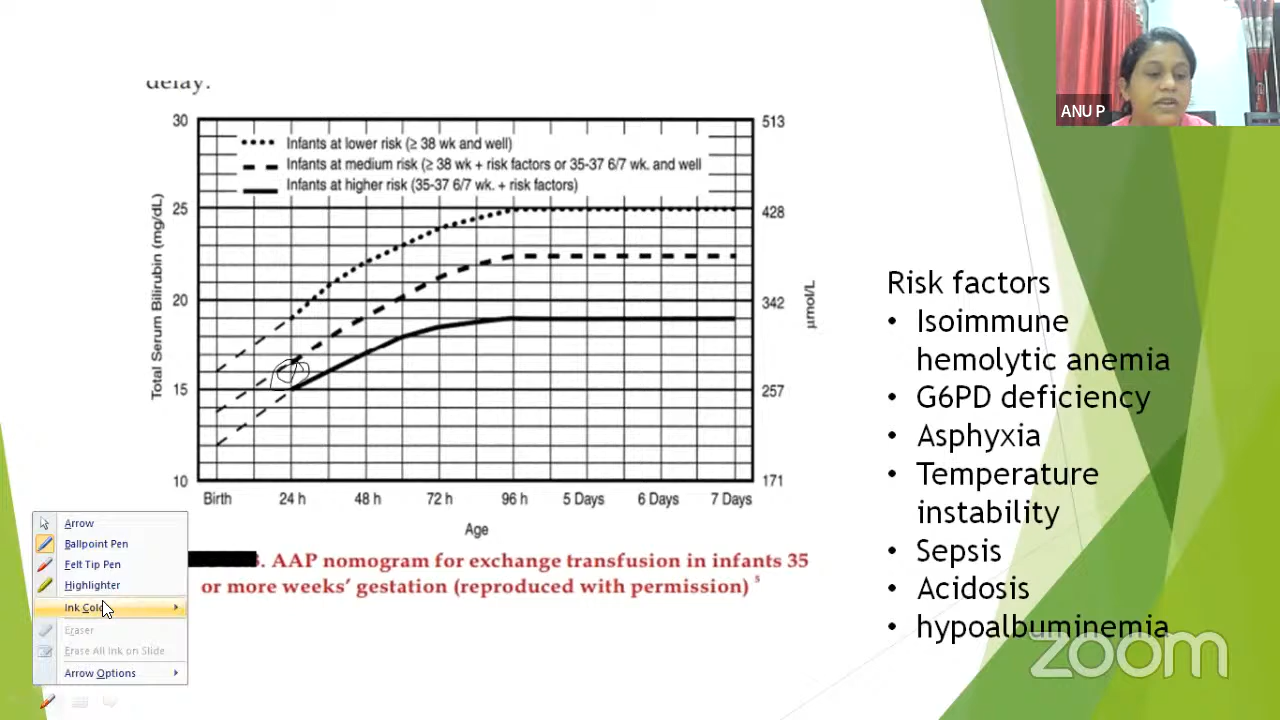 ANU P
delay.
30
513
Infants at lower risk (≥ 38 wk and well)
Infants at medium risk (≥ 38 wk + risk factors or 35-37 6/7 wk. and well
Infants at higher risk (35-37 6/7 wk. + risk factors)
25
428
20
342
15
257
10
171
Total Serum Bilirubin (mg/dL)
µmol/L
Birth 24 h 48 h 72 h 96 h 5 Days 6 Days 7 Days
Age
. AAP nomogram for exchange transfusion in infants 35
or more weeks' gestation (reproduced with permission) 5
Risk factors
• Isoimmune
hemolytic anemia
• G6PD deficiency
• Asphyxia
• Temperature
instability
• Sepsis
• Acidosis
• hypoalbuminemia
zoom
Arrow
Ballpoint Pen
Felt Tip Pen
Highlighter
Ink Colo
Eraser
Erase All Ink on Slide
Arrow Options